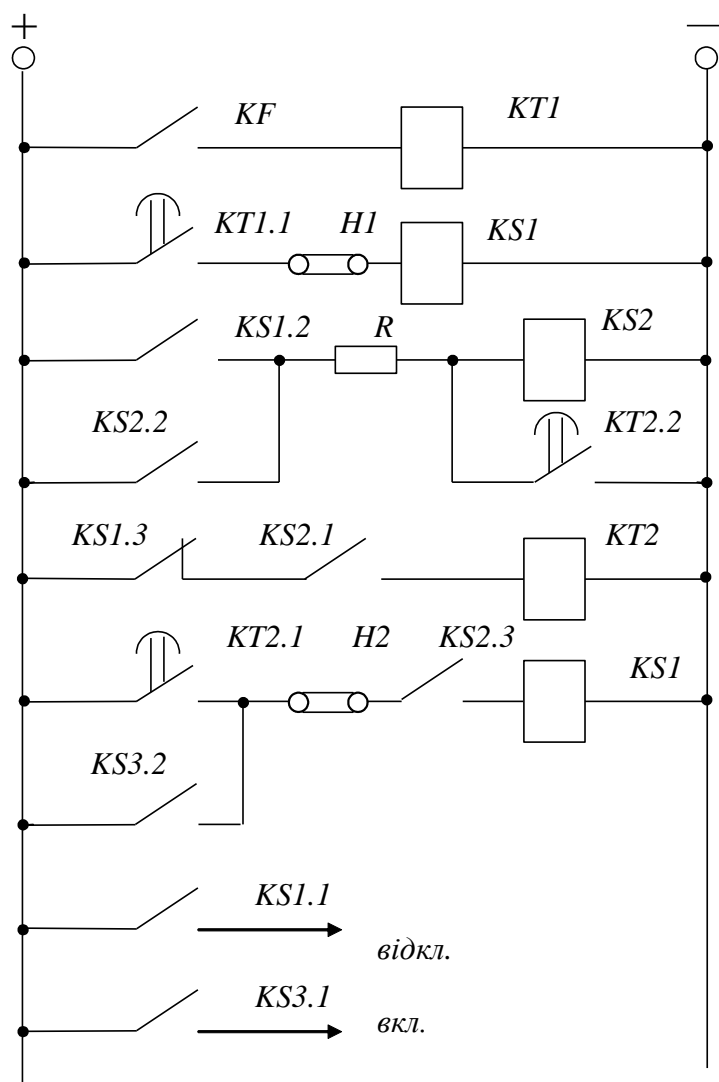 + —
KF KT1
KT1.1 H1 KS1
KS1.2 R KS2
KS2.2 KT2.2
KS1.3 KS2.1 KT2
KT2.1 H2 KS2.3 KS1
KS3.2
KS1.1
відкл.
KS3.1
вкл.